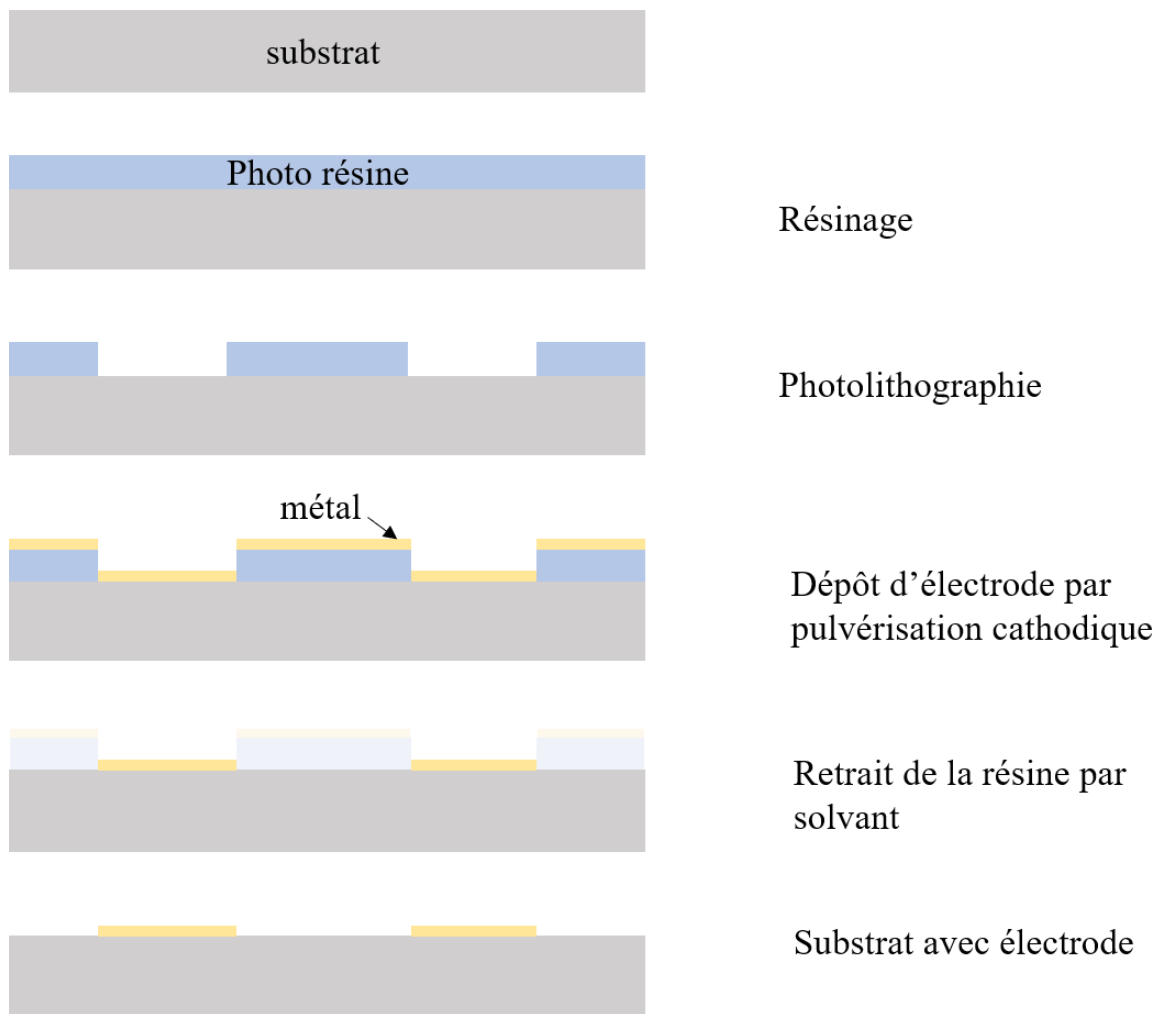 substrat
Photo résine
Résinage
Photolithographie
métal
Dépôt d’électrode par
pulvérisation cathodique
Retrait de la résine par
solvant
Substrat avec électrode